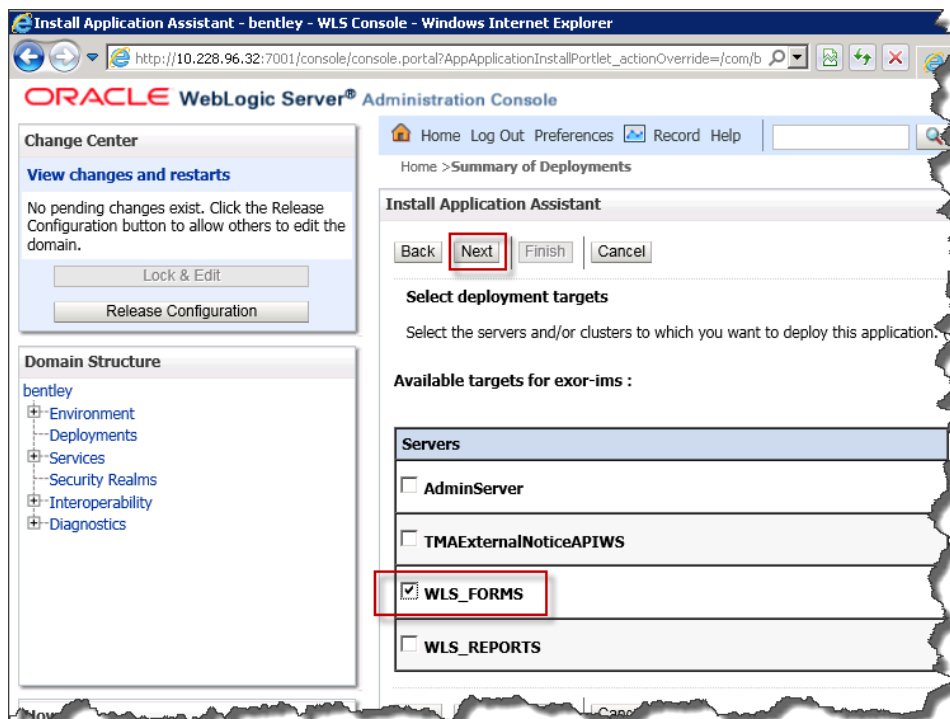 Install Application Assistant - bentley - WLS Console - Windows Internet Explorer
http://10.228.96.32:7001/console/console.portal?AppApplicationInstallPortlet_actionOverride=/com/b
ORACLE WebLogic Server® Administration Console
Change Center
View changes and restarts
No pending changes exist. Click the Release
Configuration button to allow others to edit the
domain.
Lock & Edit
Release Configuration
Domain Structure
bentley
Environment
Deployments
Services
Security Realms
Interoperability
Diagnostics
Home Log Out Preferences Record Help
Home >Summary of Deployments
Install Application Assistant
Back Next Finish Cancel
Select deployment targets
Select the servers and/or clusters to which you want to deploy this application.
Available targets for exor-ims :
Servers
AdminServer
TMAExternalNoticeAPIWS
WLS_FORMS
WLS_REPORTS